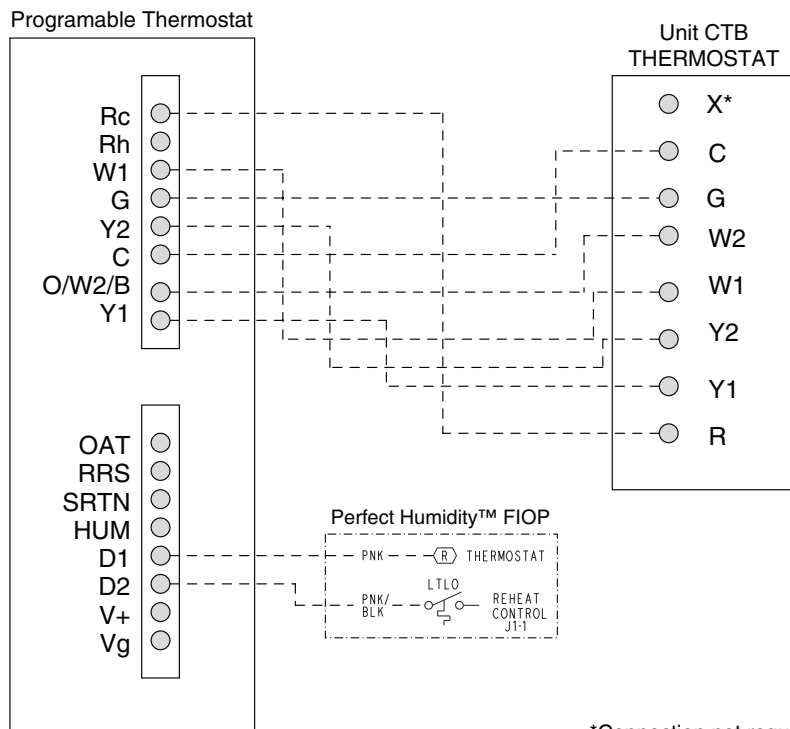 Programable Thermostat
Rc
Rh
W1
G
Y2
C
O/W2/B
Y1
OAT
RRS
SRTN
HUM
D1
D2
V+
Vg
Unit CTB
THERMOSTAT
X*
C
G
W2
W1
Y2
Y1
R
Perfect Humidity™ FIOP
PNK
R
THERMOSTAT
LTLO
PNK/
BLK
REHEAT
CONTROL
J1-1
*Connection not